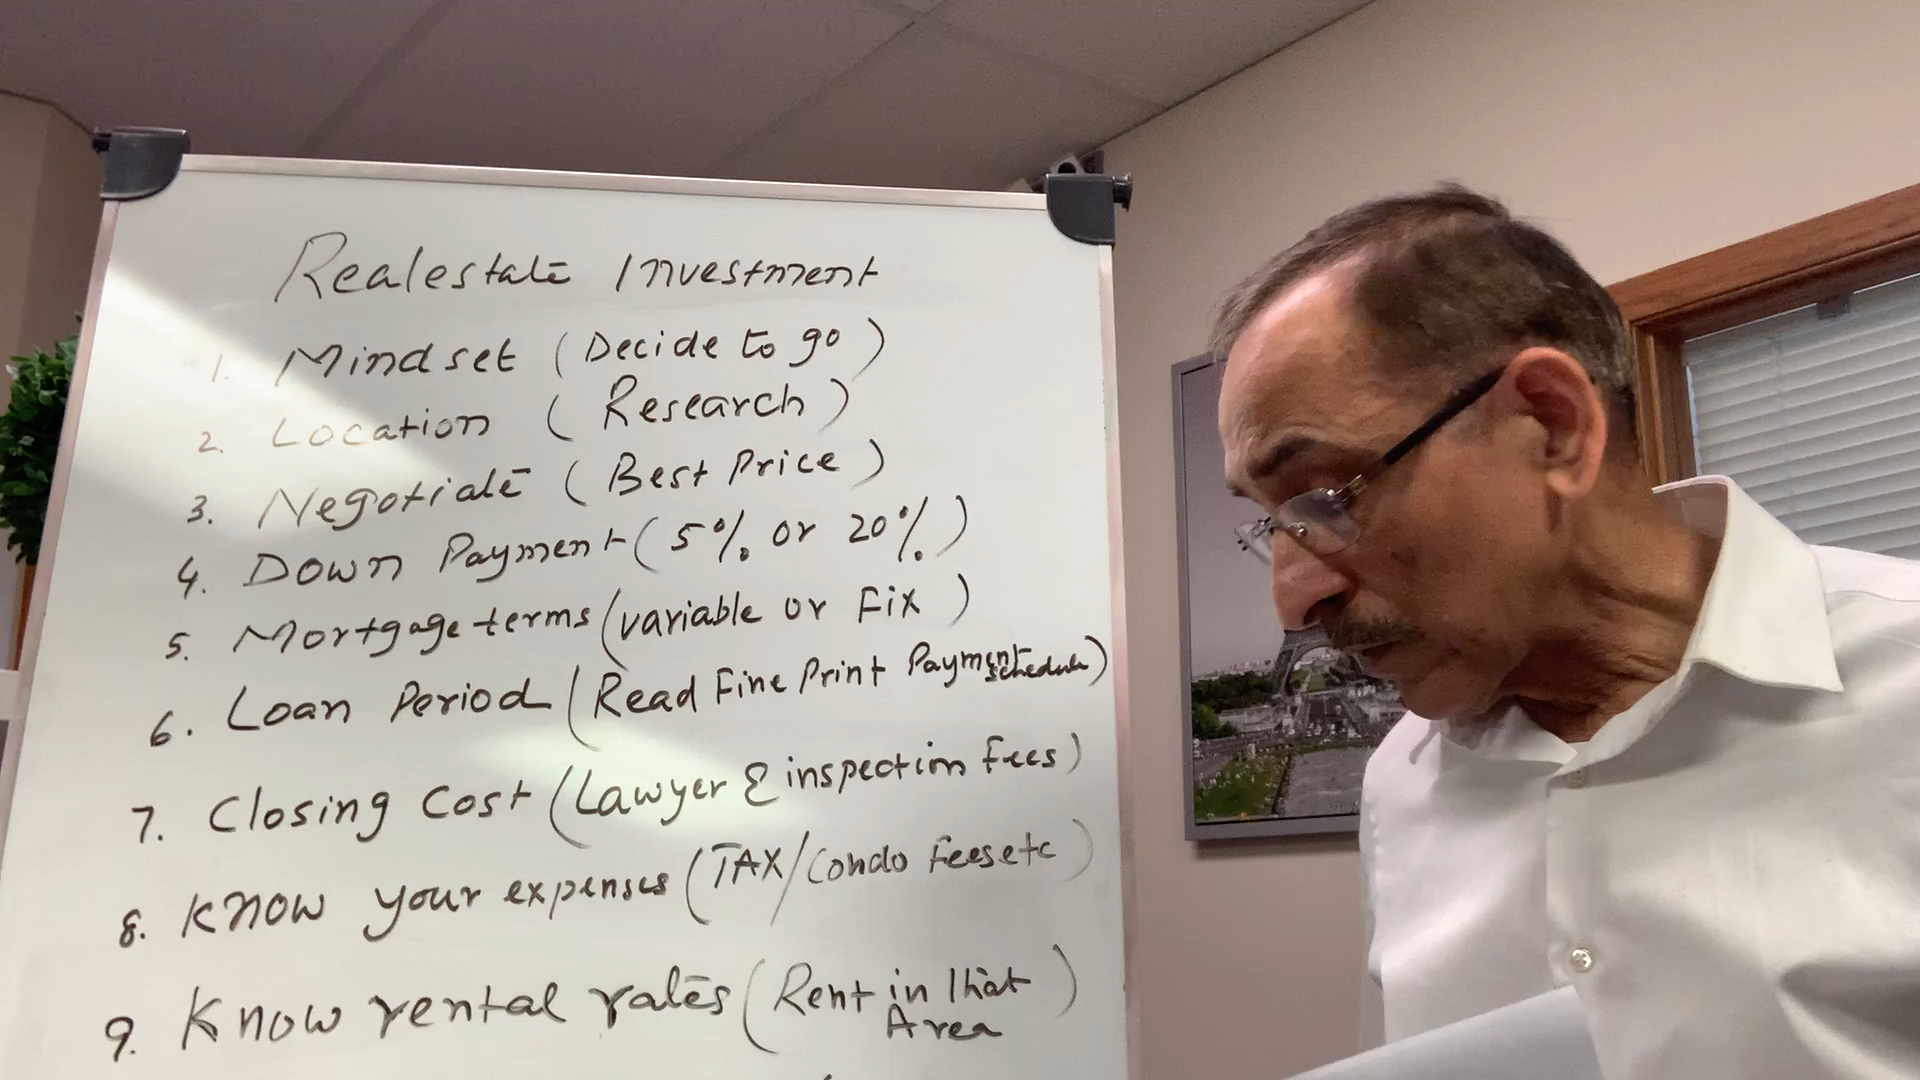 Realestate Investment
1. Mindset (Decide to go)
2. Location (Research)
3. Negotiate (Best Price)
4. Down Payment (5% or 20%)
5. Mortgage terms (variable or Fix)
6. Loan Period (Read Fine Print Payment schedule)
7. Closing Cost (Lawyer & inspection Fees)
8. Know your expenses (TAX/Condo Fees etc)
9. Know rental rates (Rent in that
Area)